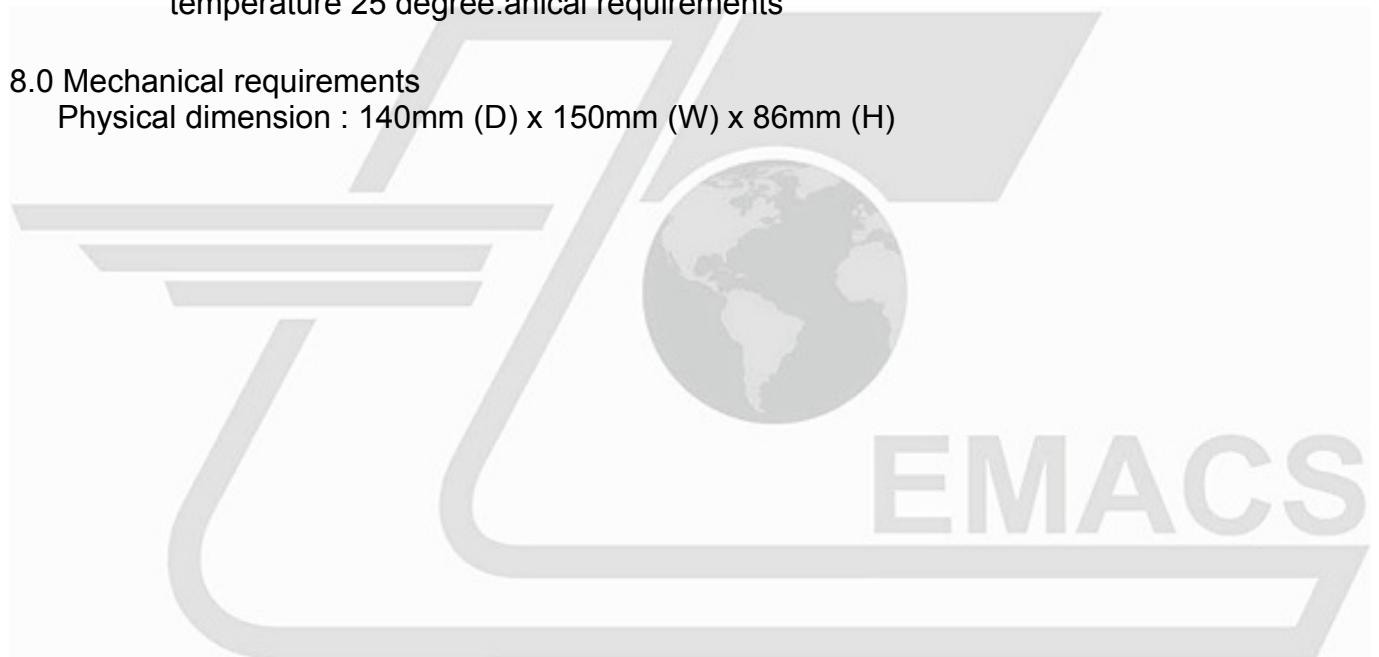 temperature 25 degree.anical requirements
8.0 Mechanical requirements
Physical dimension : 140mm (D) x 150mm (W) x 86mm (H)
EMACS